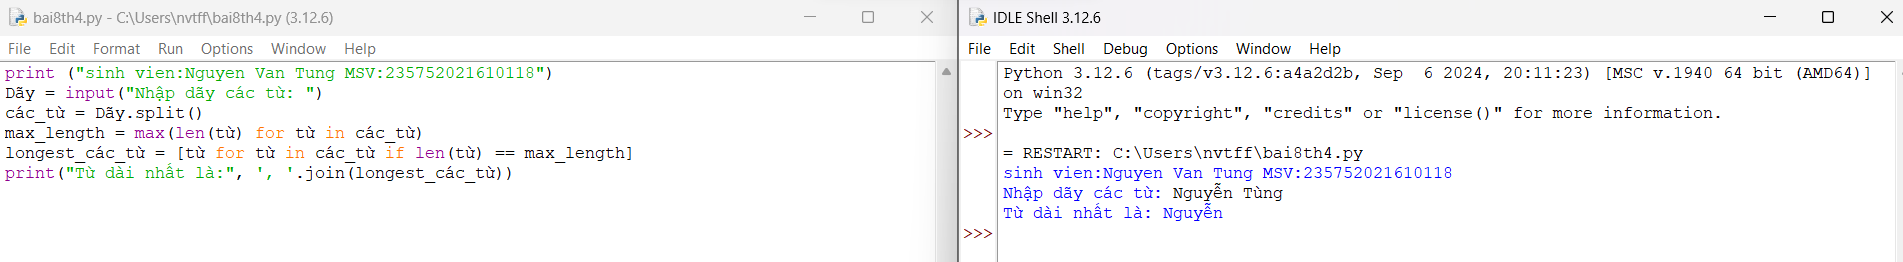 bai8th4.py - C:\Users\nvtff\bai8th4.py (3.12.6)
File Edit Format Run Options Window Help
print ("sinh vien:Nguyen Van Tung MSV:235752021610118")
Dãy = input("Nhập dãy các từ: ")
các_từ = Dãy.split()
max_length = max(len(từ) for từ in các_từ)
longest_các_từ = [từ for từ in các_từ if len(từ) == max_length]
print("Từ dài nhất là:", ', '.join(longest_các_từ))
IDLE Shell 3.12.6
File Edit Shell Debug Options Window Help
Python 3.12.6 (tags/v3.12.6:a4a2d2b, Sep  6 2024, 20:11:23) [MSC v.1940 64 bit (AMD64)]
on win32
Type "help", "copyright", "credits" or "license()" for more information.
>>>
= RESTART: C:\Users\nvtff\bai8th4.py
sinh vien:Nguyen Van Tung MSV:235752021610118
Nhập dãy các từ: Nguyễn Tùng
Từ dài nhất là: Nguyễn
>>>